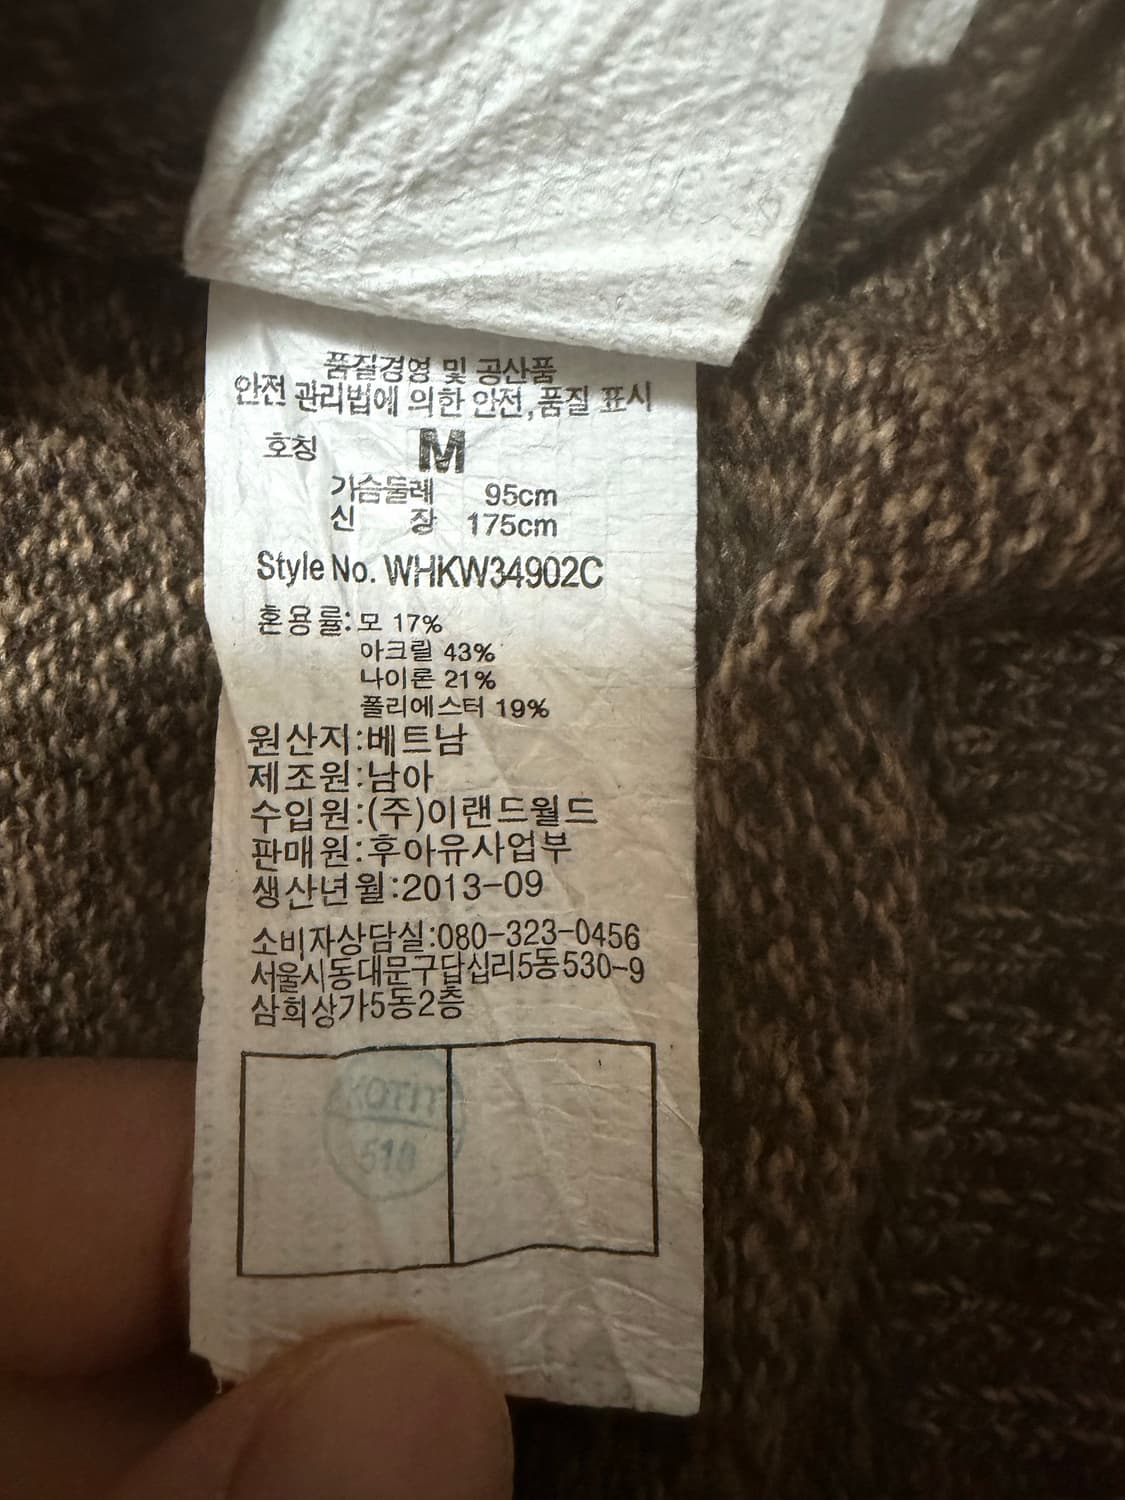 품질경영 및 공산품
안전 관리법에 의한 안전,품질 표시
호칭 M
가슴둘레 95cm
신 장 175cm
Style No. WHKW34902C
혼용률:모 17%
아크릴 43%
나이론 21%
폴리에스터 19%
원산지:베트남
제조원:남아
수입원:(주)이랜드월드
판매원:후아유사업부
생산년월:2013-09
소비자상담실:080-323-0456
서울시동대문구답십리5동530-9
삼희상가5동2층
KOTITI
518